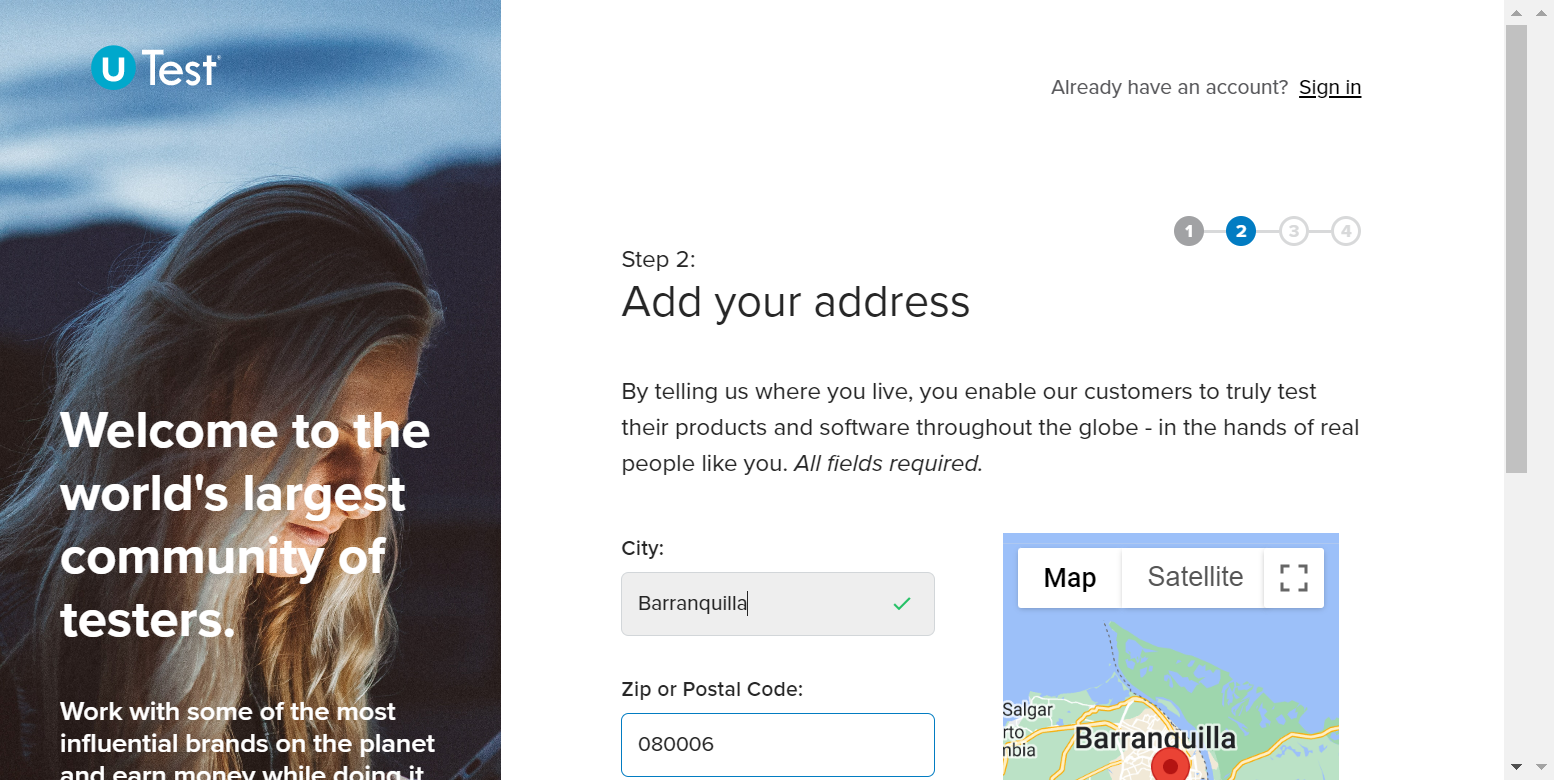 uTest
Already have an account? Sign in
1 2 3 4
Step 2:
Add your address
By telling us where you live, you enable our customers to truly test
their products and software throughout the globe - in the hands of real
people like you. All fields required.
City:
Barranquilla
Zip or Postal Code:
080006
Map Satellite
Salgar
rto
nbia
Barranquilla
Welcome to the
world's largest
community of
testers.
Work with some of the most
influential brands on the planet
and earn money while doing it